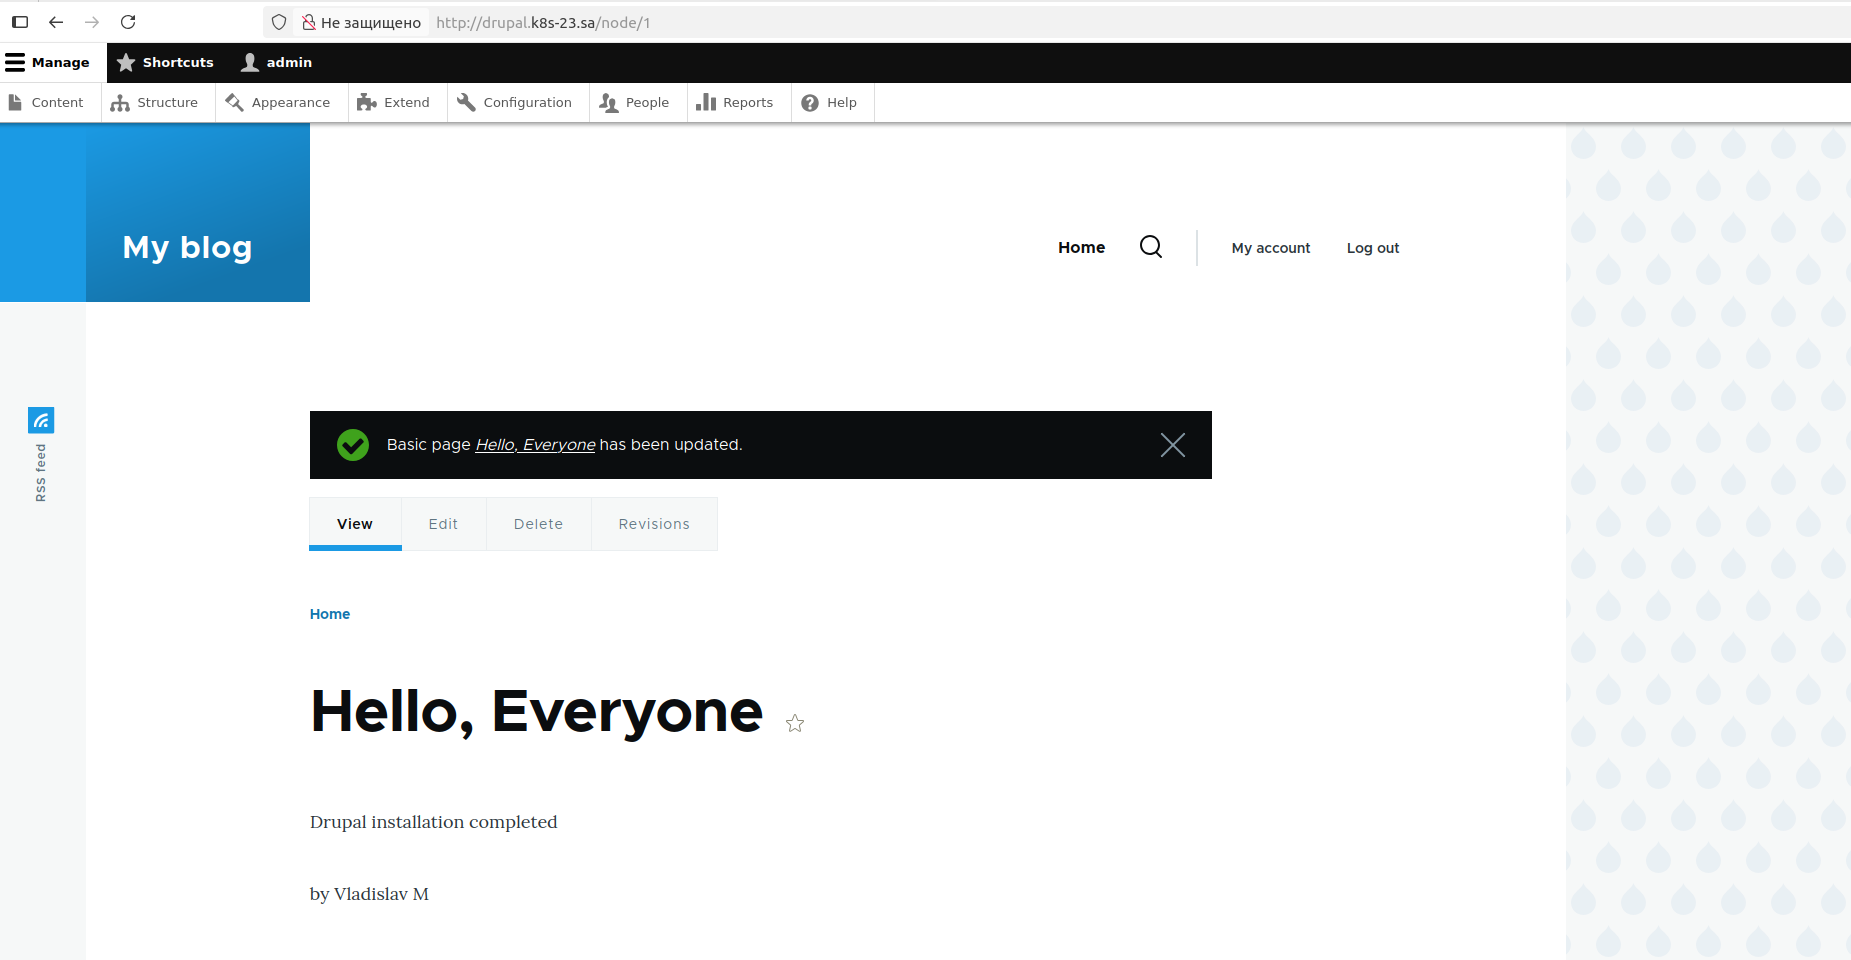 Не защищено http://drupal.k8s-23.sa/node/1
Manage Shortcuts admin
Content Structure Appearance Extend Configuration People Reports Help
My blog
Home My account Log out
Basic page Hello, Everyone has been updated.
RSS feed
View Edit Delete Revisions
Home
Hello, Everyone
Drupal installation completed
by Vladislav M